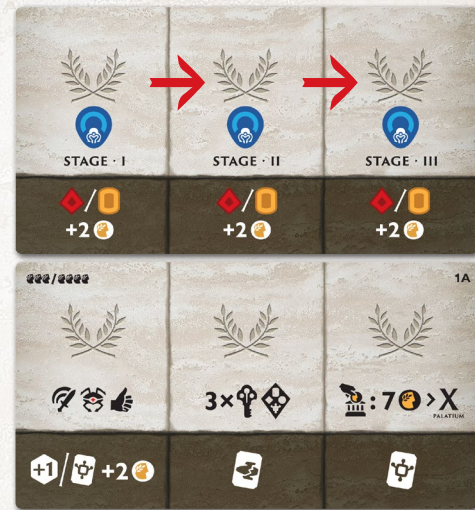 STAGE · I
STAGE · II
STAGE · III
/
+2
/
+2
/
+2
/
1A
3×
: 7 > X
PALATIUM
+1 / +2